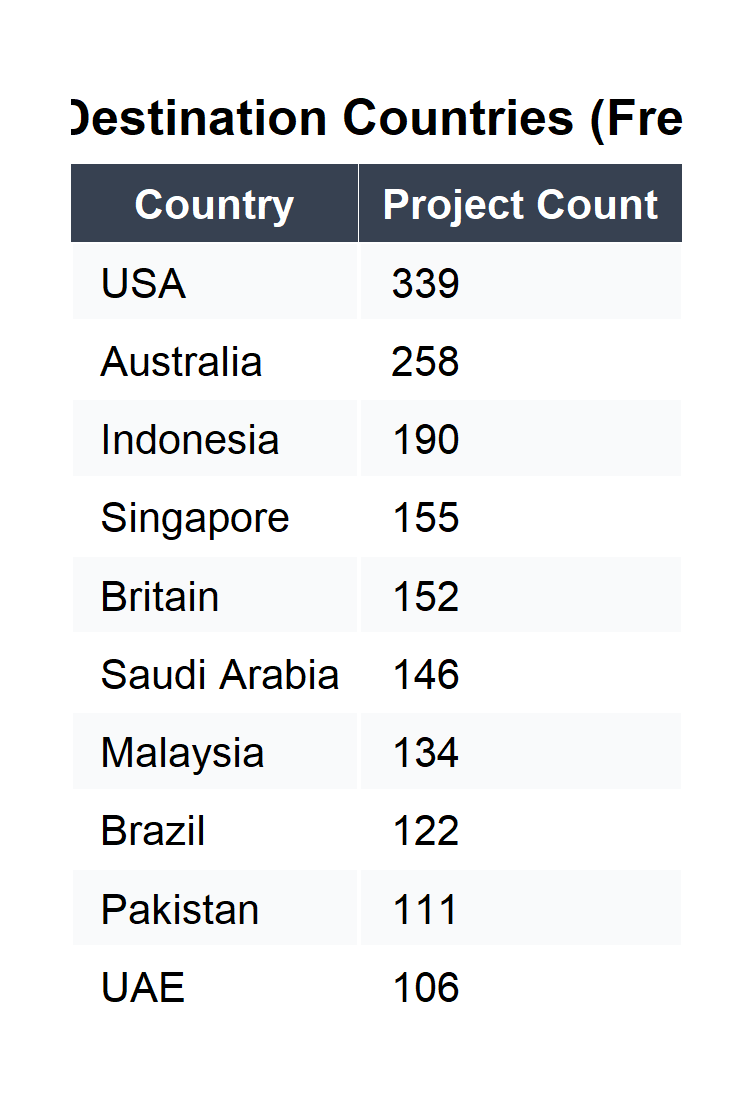 Destination Countries (Fre
Country Project Count
USA 339
Australia 258
Indonesia 190
Singapore 155
Britain 152
Saudi Arabia 146
Malaysia 134
Brazil 122
Pakistan 111
UAE 106